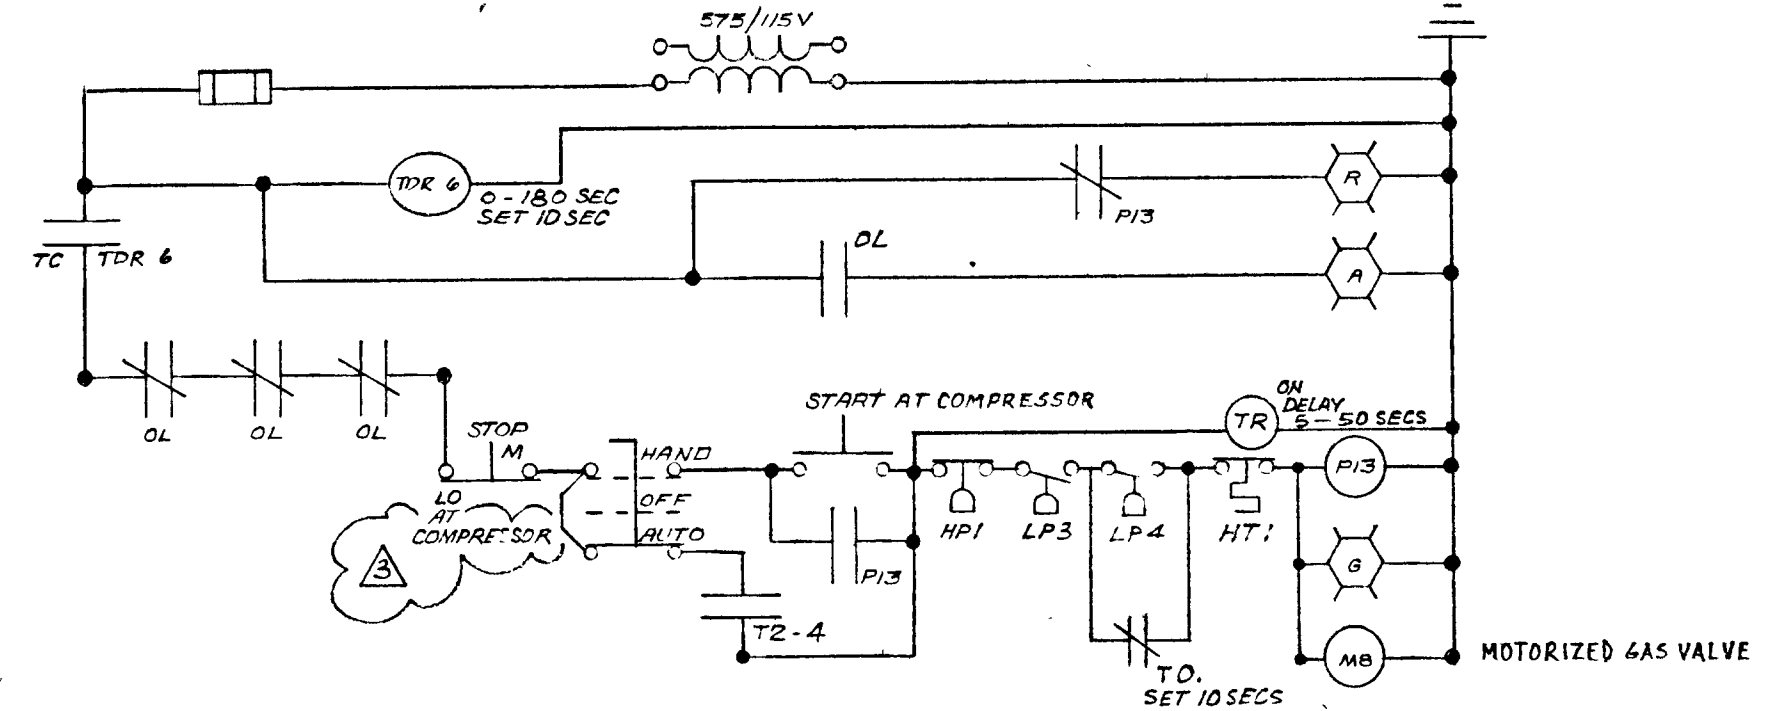 575/115V
TDR 6
0-180 SEC
SET 10 SEC
R
P13
TC
TDR 6
OL
A
OL
OL
OL
START AT COMPRESSOR
ON
DELAY
5-50 SECS
TR
STOP
M
HAND
P13
LO
AT
COMPRESSOR
OFF
AUTO
HP1
LP3
LP4
HT1
3
P13
G
T2-4
M8
MOTORIZED GAS VALVE
T.O.
SET 10 SECS